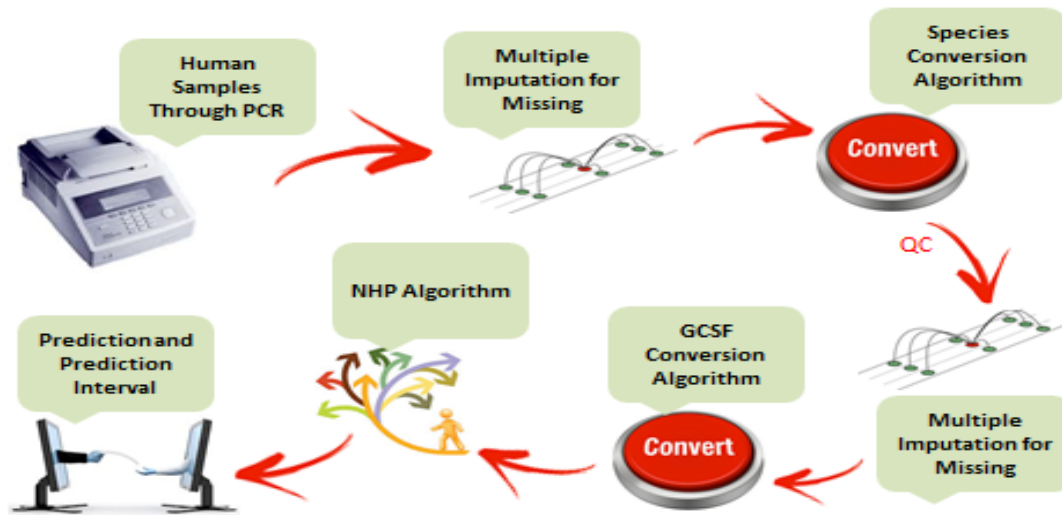 Human
Samples
Through PCR
Multiple
Imputation for
Missing
Species
Conversion
Algorithm
Convert
QC
Multiple
Imputation for
Missing
GCSF
Conversion
Algorithm
Convert
NHP Algorithm
Prediction and
Prediction
Interval